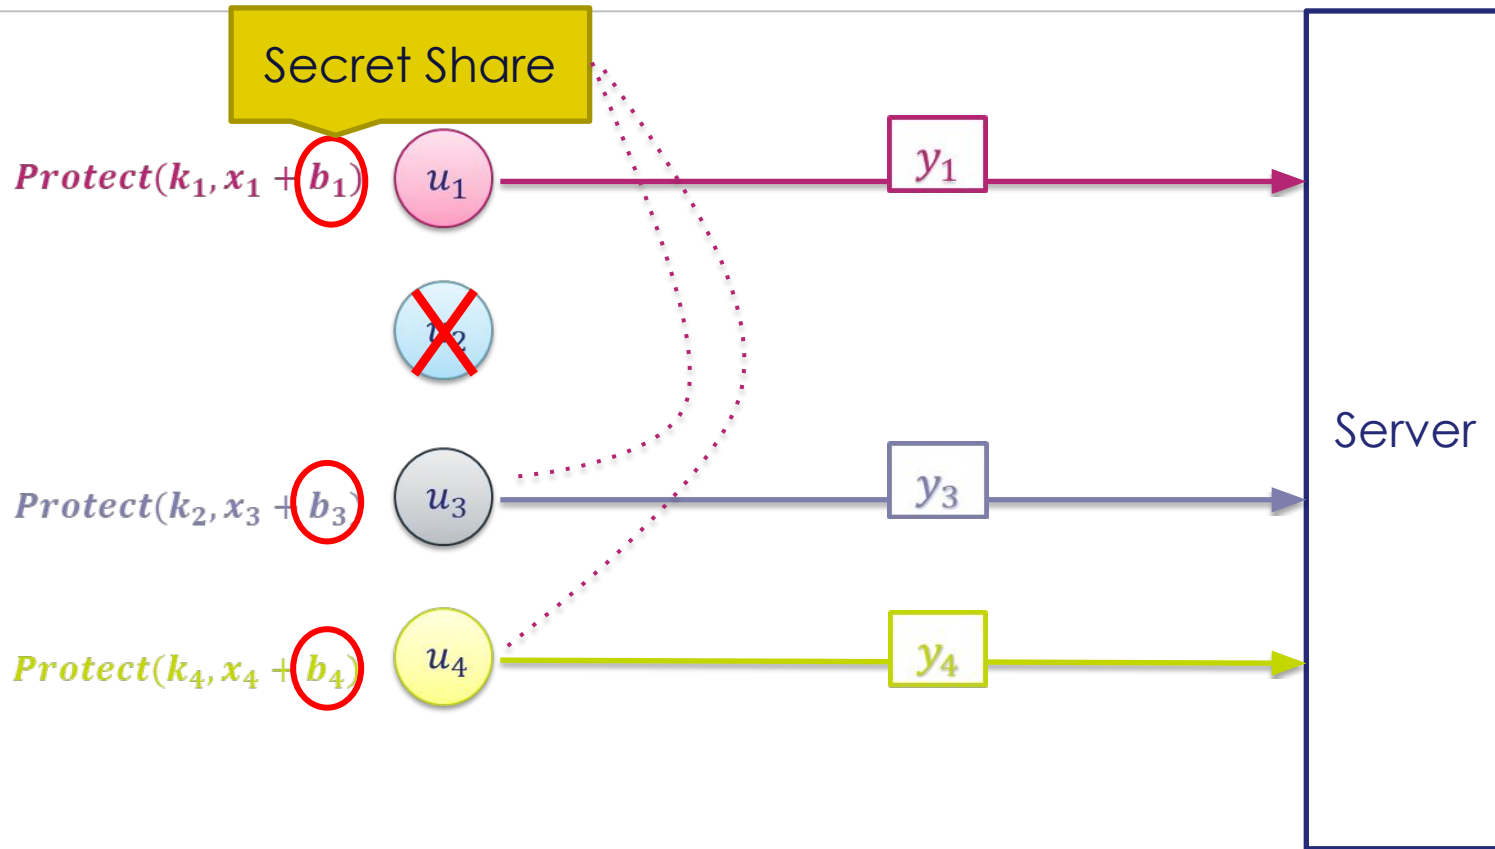 Secret Share
Protect(k₁, x₁ + b₁)
u₁
y₁
u₂
Server
Protect(k₂, x₃ + b₃)
u₃
y₃
Protect(k₄, x₄ + b₄)
u₄
y₄